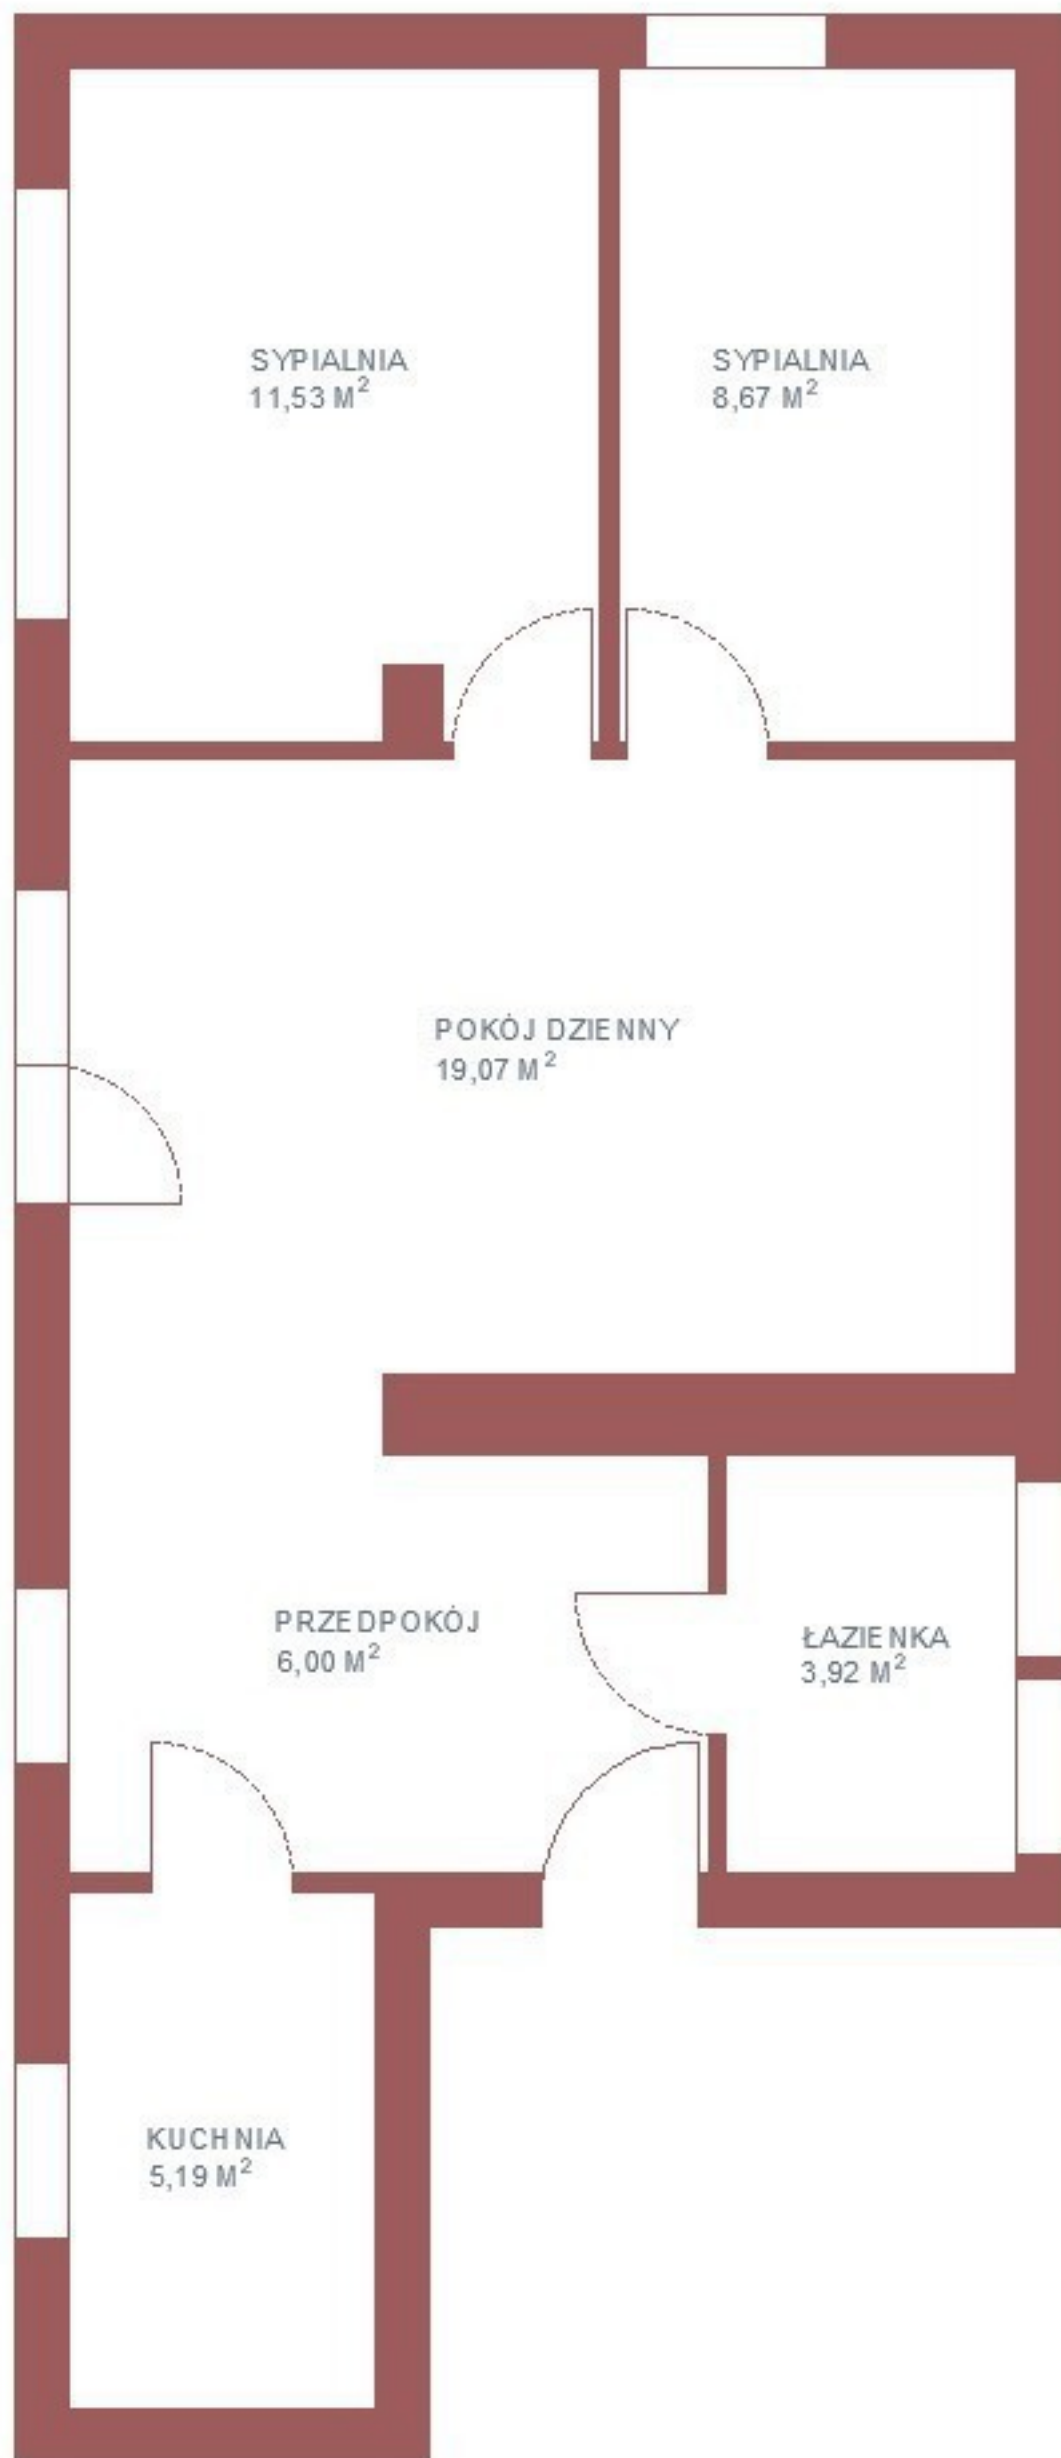 SYPIALNIA
11,53 M²
SYPIALNIA
8,67 M²
POKÓJ DZIENNY
19,07 M²
PRZEDPOKÓJ
6,00 M²
ŁAZIENKA
3,92 M²
KUCHNIA
5,19 M²